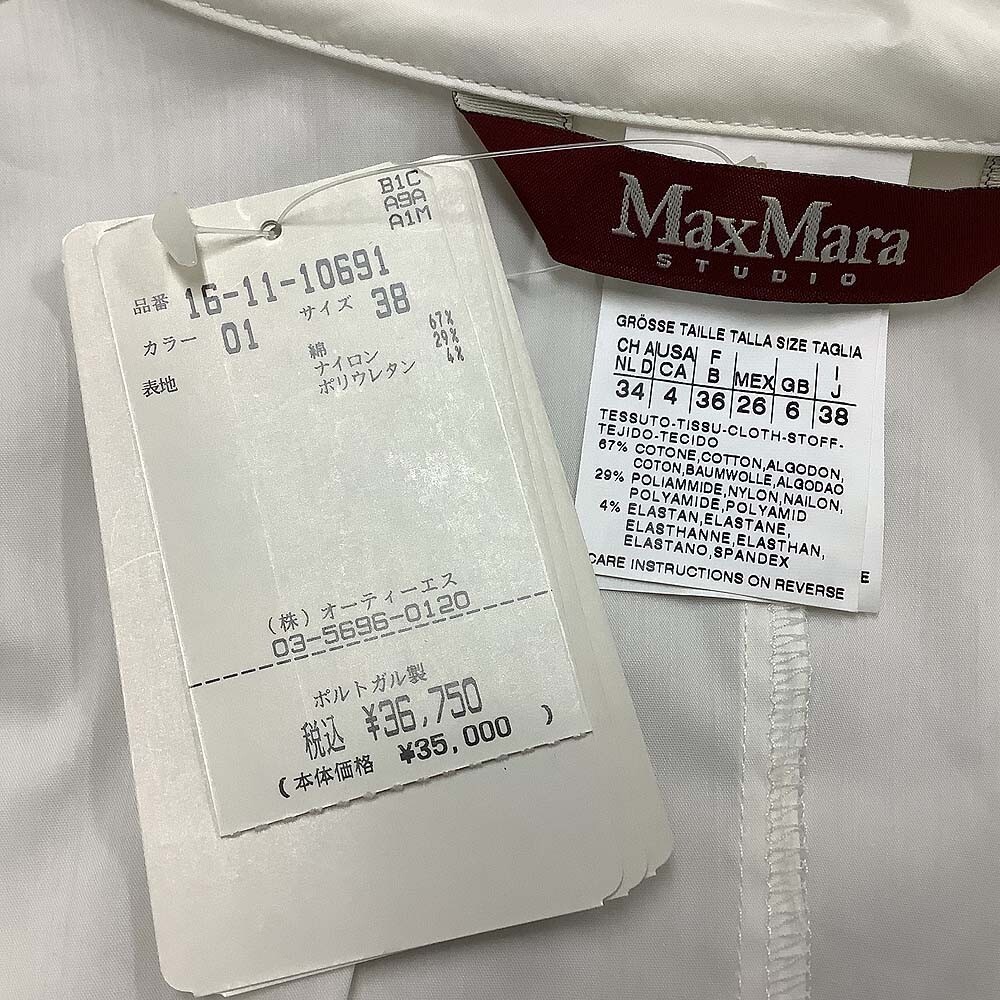 B1C
A9A
A1M
品番 16-11-10691
カラー 01 サイズ 38
表地 綿 67%
ナイロン 29%
ポリウレタン 4%
(株)オーティーエス
03-5696-0120
ポルトガル製
税込 ¥36,750
(本体価格 ¥35,000 )
MaxMara
STUDIO
GRÖSSE TAILLE TALLA SIZE TAGLIA
CH A USA F I
NL D CA B MEX GB J
34 4 36 26 6 38
TESSUTO-TISSU-CLOTH-STOFF-
TEJIDO-TECIDO
67% COTONE,COTTON,ALGODON,
COTON,BAUMWOLLE,ALGODAO
29% POLIAMMIDE,NYLON,NAILON,
POLYAMIDE,POLYAMID
4% ELASTAN,ELASTANE,
ELASTHANNE,ELASTHAN,
ELASTANO,SPANDEX
CARE INSTRUCTIONS ON REVERSE
E